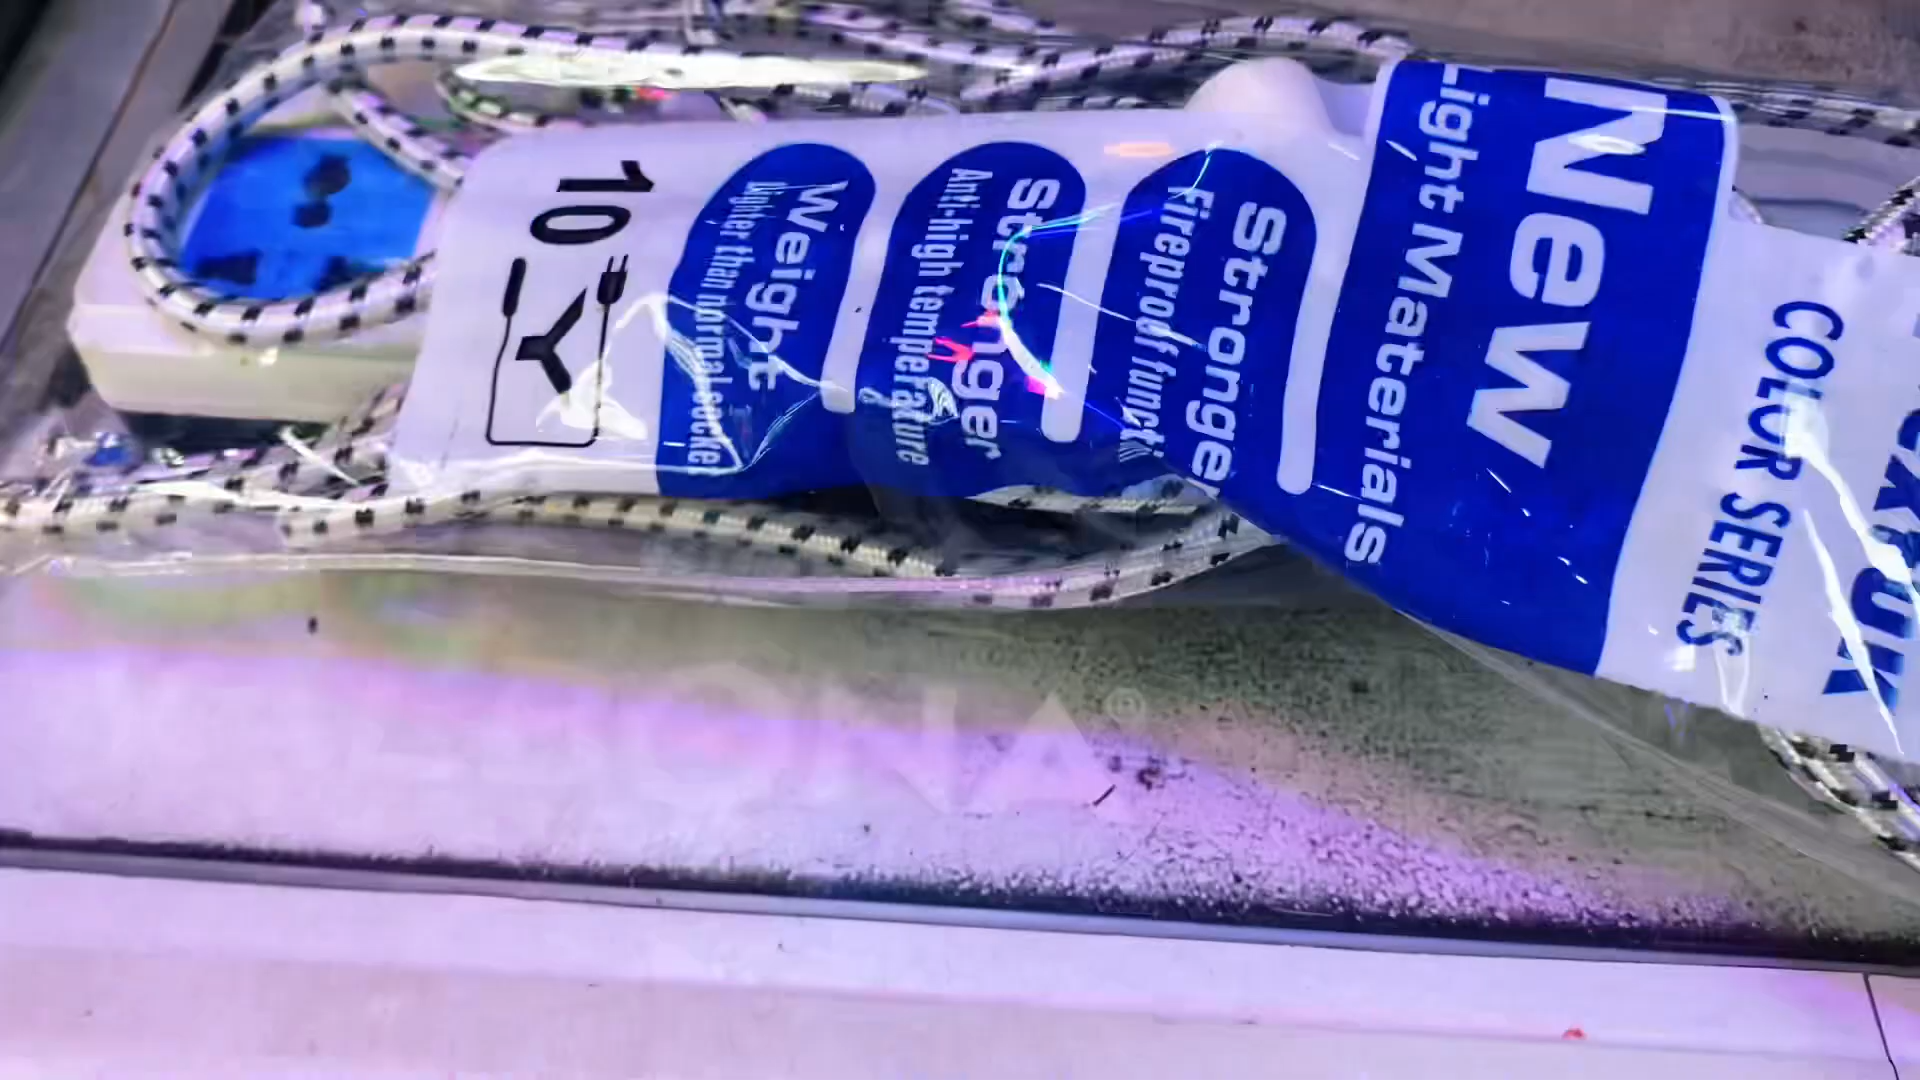 COLOR SERIES
New
Light Materials
Stronger
Fireproof functi
Stronger
Anti-high temperature
Weight
Lighter than normal socket
10 Y
®